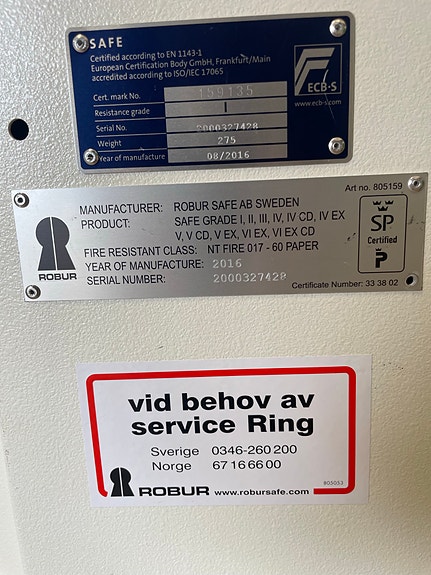 SAFE
Certified according to EN 1143-1
European Certification Body GmbH, Frankfurt/Main
accredited according to ISO/IEC 17065
Cert. mark No. 159135
Resistance grade I
Serial No. 2000327428
Weight 275
Year of manufacture 08/2016
ECB·S
www.ecb-s.com
Art no. 805159
MANUFACTURER: ROBUR SAFE AB SWEDEN
PRODUCT: SAFE GRADE I, II, III, IV, IV CD, IV EX
V, V CD, V EX, VI EX, VI EX CD
FIRE RESISTANT CLASS: NT FIRE 017 - 60 PAPER
YEAR OF MANUFACTURE: 2016
SERIAL NUMBER: 2000327428
ROBUR
SP
Certified
P
Certificate Number: 33 38 02
vid behov av
service Ring
Sverige 0346-260 200
Norge 67 16 66 00
ROBUR www.robursafe.com
805053